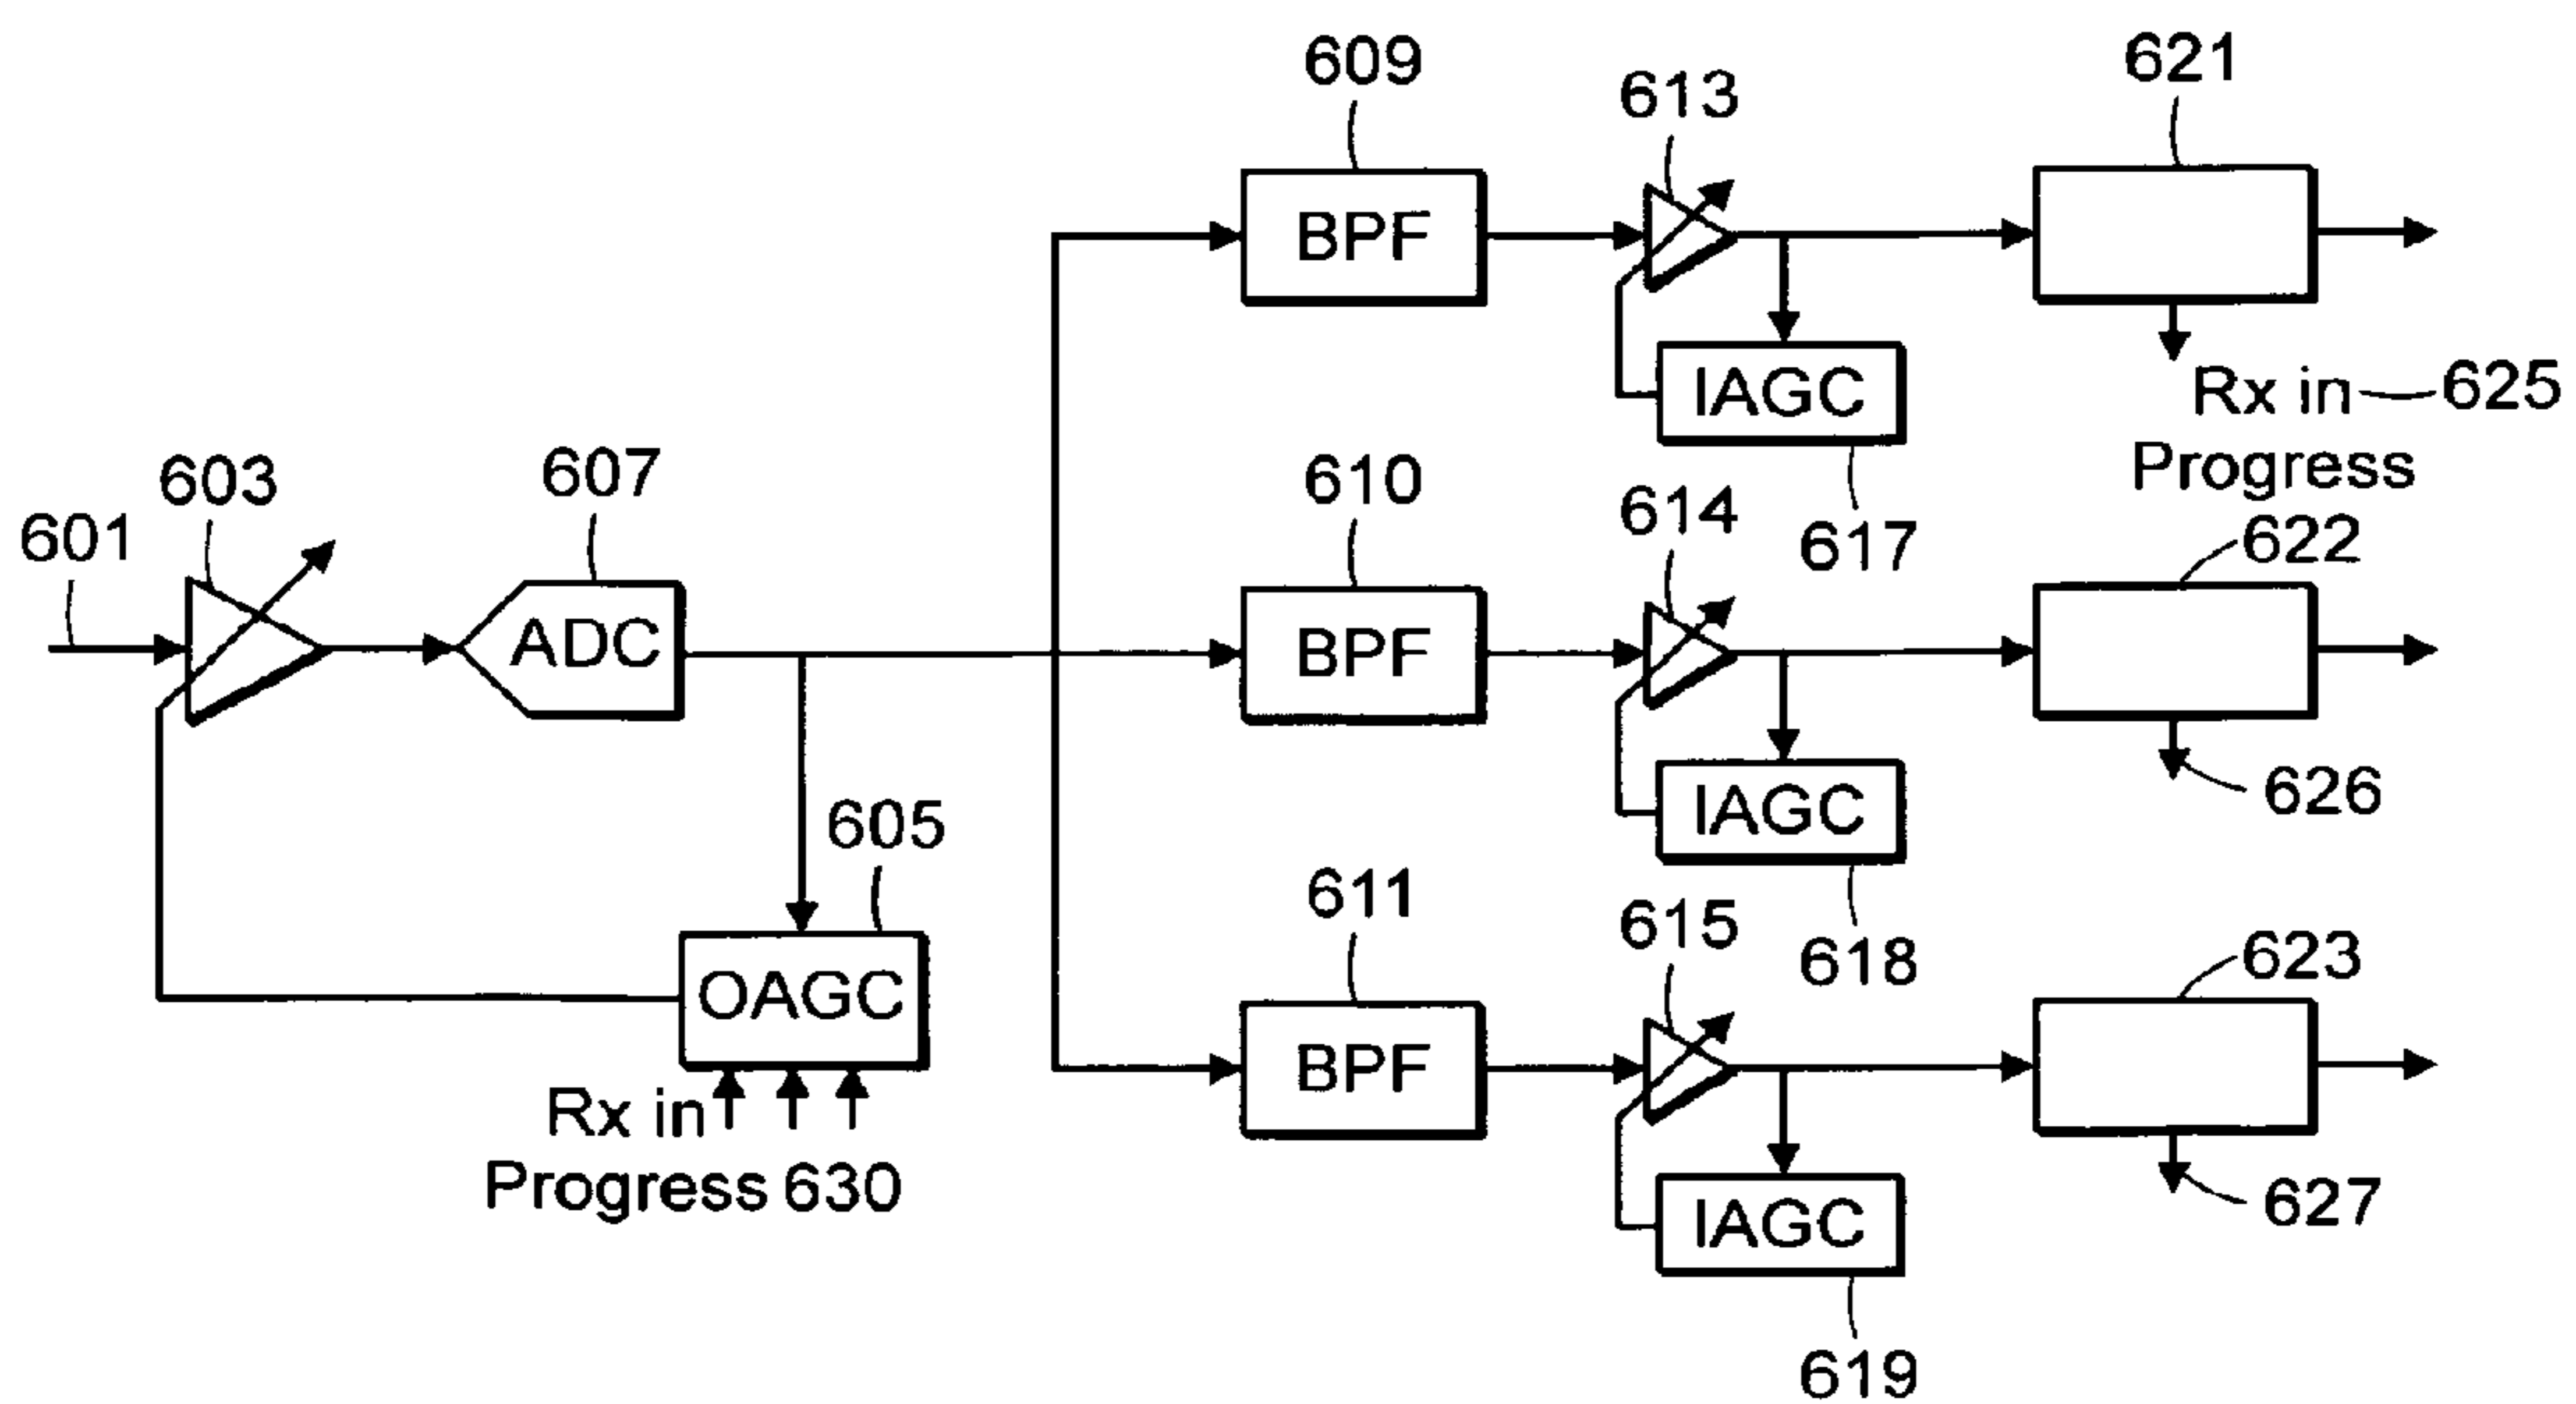 609
613
621
BPF
IAGC
Rx in 625
Progress
617
603
607
601
ADC
610
614
622
BPF
IAGC
626
618
605
OAGC
Rx in
Progress 630
611
615
623
BPF
IAGC
627
619